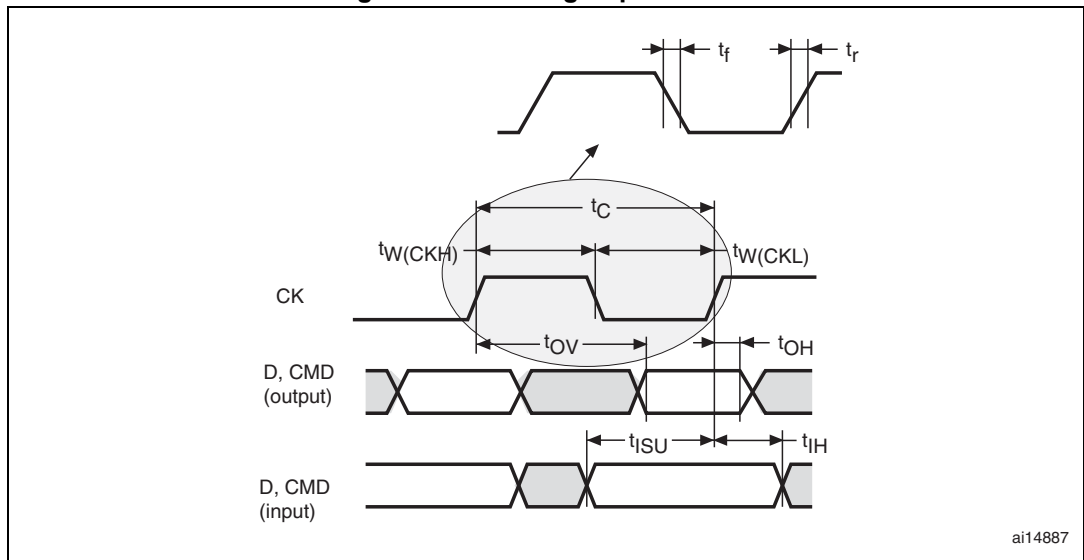 tf
tr
tC
tW(CKH)
tW(CKL)
CK
tOV
tOH
D, CMD
(output)
tISU
tIH
D, CMD
(input)
ai14887